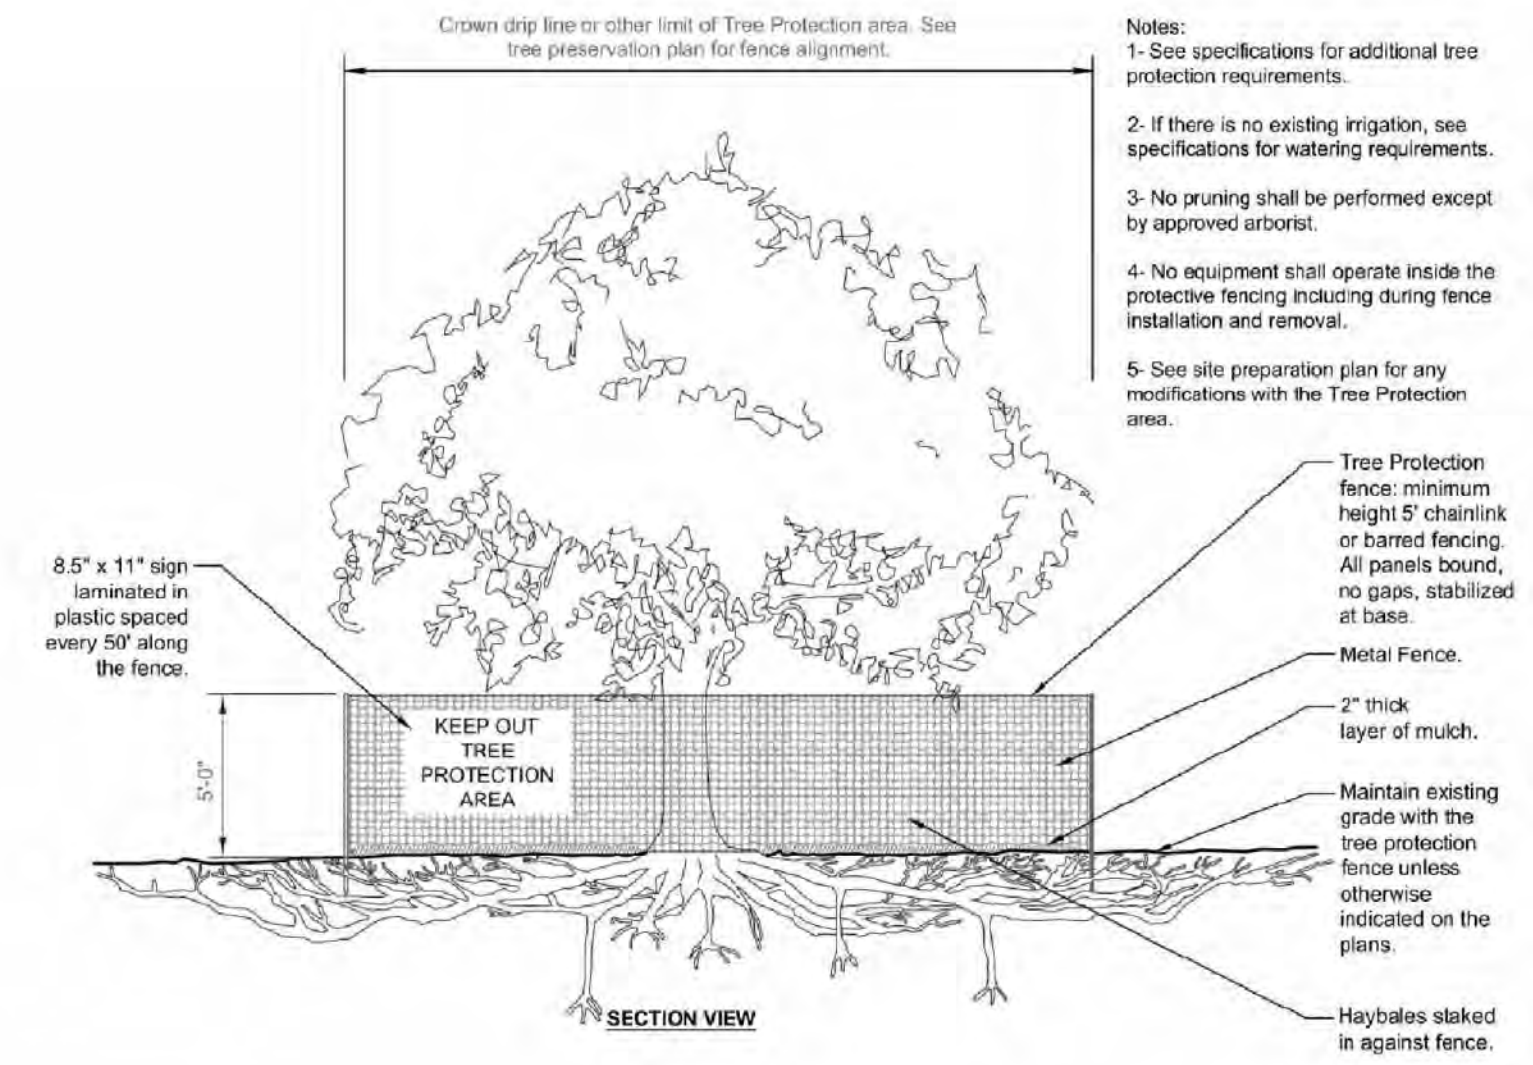 Crown drip line or other limit of Tree Protection area. See
tree preservation plan for fence alignment.
Notes:
1- See specifications for additional tree
protection requirements.
2- If there is no existing irrigation, see
specifications for watering requirements.
3- No pruning shall be performed except
by approved arborist.
4- No equipment shall operate inside the
protective fencing including during fence
installation and removal.
5- See site preparation plan for any
modifications with the Tree Protection
area.
Tree Protection
fence: minimum
height 5' chainlink
or barred fencing.
All panels bound,
no gaps, stabilized
at base.
Metal Fence.
2" thick
layer of mulch.
Maintain existing
grade with the
tree protection
fence unless
otherwise
indicated on the
plans.
Haybales staked
in against fence.
8.5" x 11" sign
laminated in
plastic spaced
every 50' along
the fence.
5'-0"
KEEP OUT
TREE
PROTECTION
AREA
SECTION VIEW